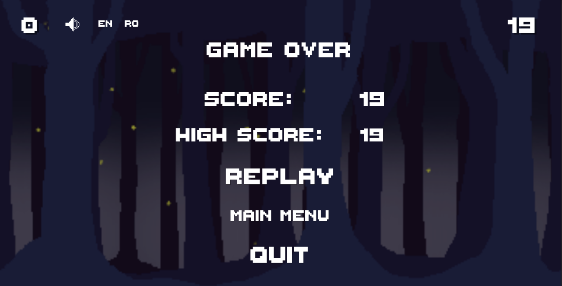 0 EN RO 19
GAME OVER
SCORE: 19
HIGH SCORE: 19
REPLAY
MAIN MENU
QUIT